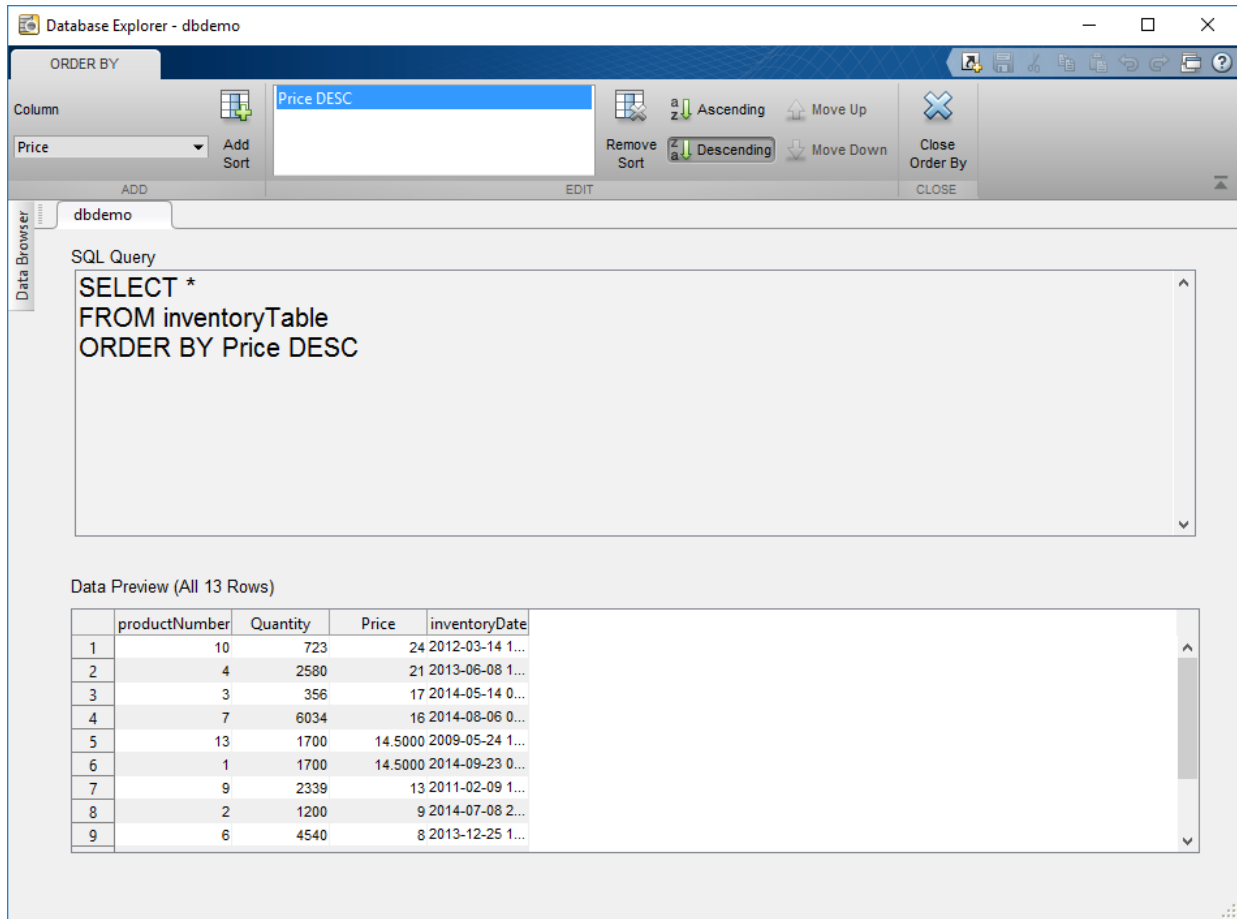 Database Explorer - dbdemo
ORDER BY
Column
Price
Add
Sort
Price DESC
Remove
Sort
Ascending
Descending
Move Up
Move Down
Close
Order By
ADD
EDIT
CLOSE
Data Browser
dbdemo
SQL Query
SELECT *
FROM inventoryTable
ORDER BY Price DESC
Data Preview (All 13 Rows)
productNumber Quantity Price inventoryDate
1 10 723 24 2012-03-14 1...
2 4 2580 21 2013-06-08 1...
3 3 356 17 2014-05-14 0...
4 7 6034 16 2014-08-06 0...
5 13 1700 14.5000 2009-05-24 1...
6 1 1700 14.5000 2014-09-23 0...
7 9 2339 13 2011-02-09 1...
8 2 1200 9 2014-07-08 2...
9 6 4540 8 2013-12-25 1...